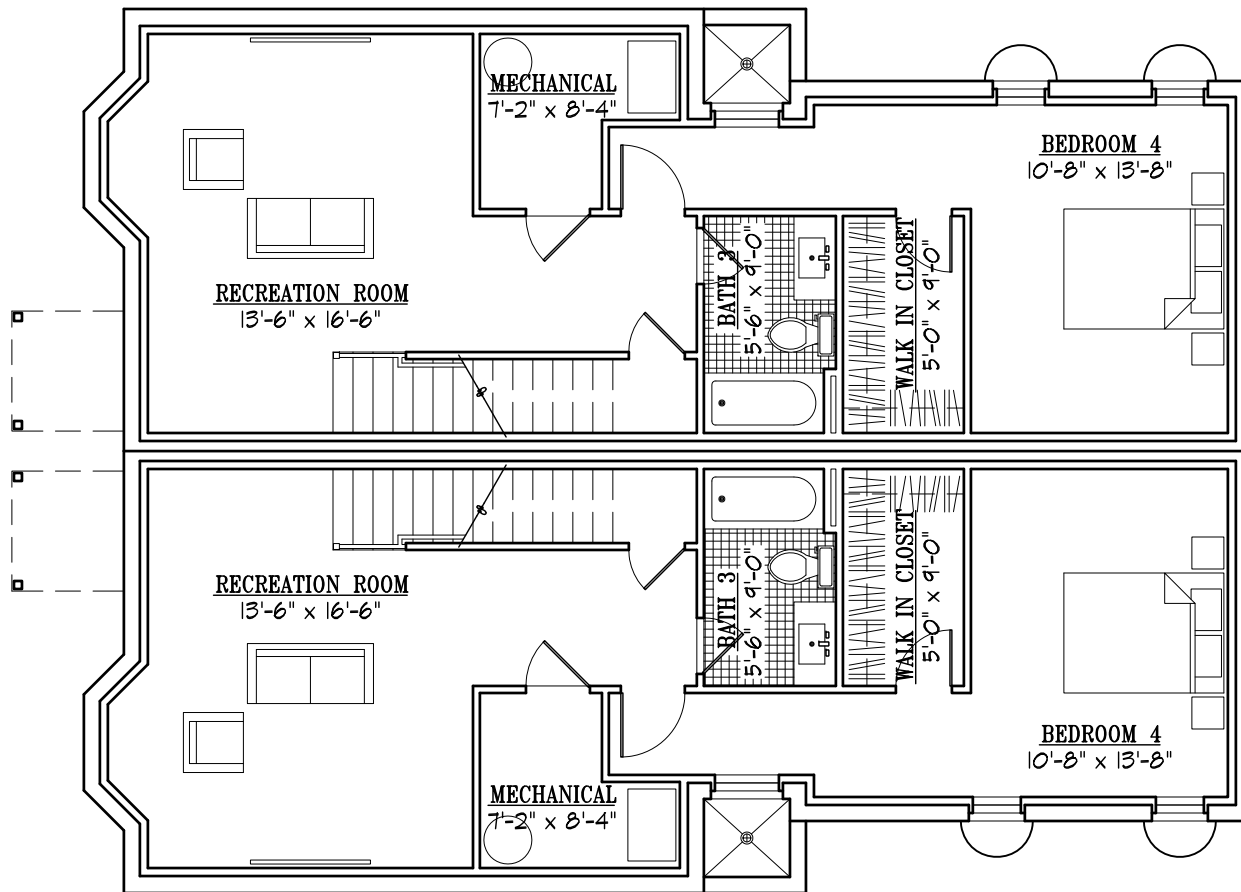 MECHANICAL
7'-2" x 8'-4"
BEDROOM 4
10'-8" x 13'-8"
RECREATION ROOM
13'-6" x 16'-6"
BATH 3
5'-6" x 9'-0"
WALK IN CLOSET
5'-0" x 9'-0"
RECREATION ROOM
13'-6" x 16'-6"
BATH 3
5'-6" x 9'-0"
WALK IN CLOSET
5'-0" x 9'-0"
BEDROOM 4
10'-8" x 13'-8"
MECHANICAL
7'-2" x 8'-4"